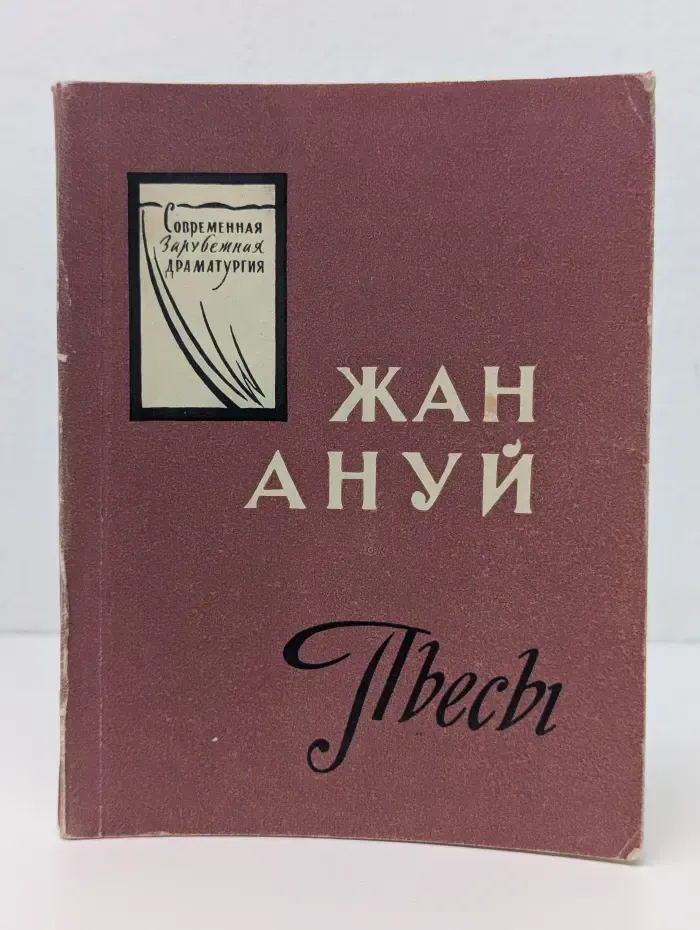 Современная
Зарубежная
драматургия
ЖАН
АНУЙ
Пьесы